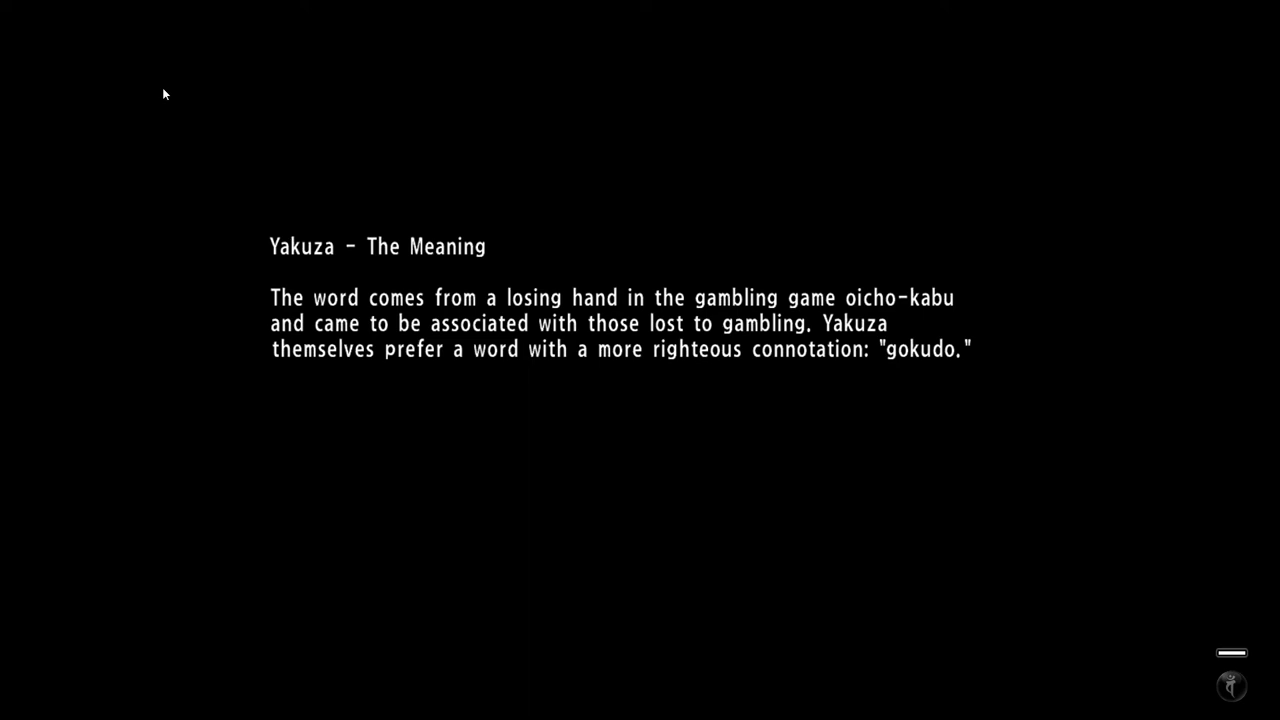 Yakuza - The Meaning
The word comes from a losing hand in the gambling game oicho-kabu
and came to be associated with those lost to gambling. Yakuza
themselves prefer a word with a more righteous connotation: "gokudo."